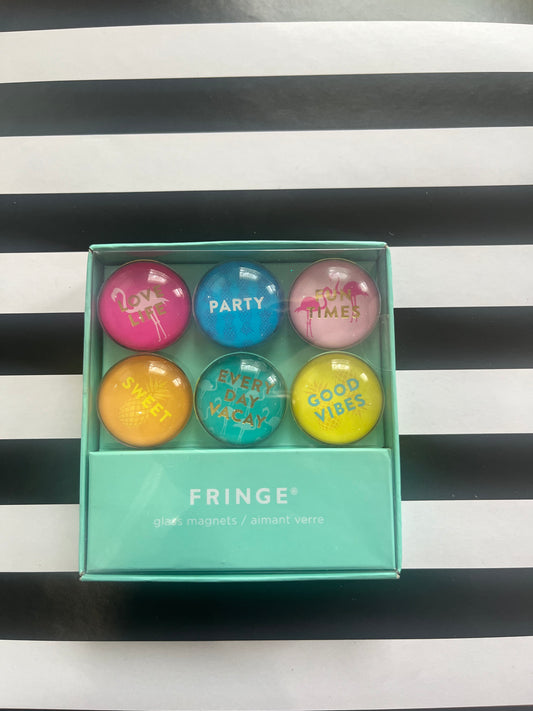 LOVE
LIFE
PARTY
FUN
TIMES
SWEET
EVERY
DAY
VACAY
GOOD
VIBES
FRINGE®
glass magnets / aimant verre